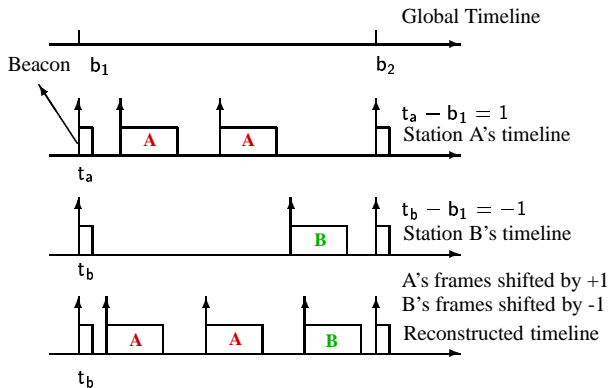 Global Timeline
Beacon
b1
b2
ta − b1 = 1
A
A
Station A's timeline
ta
tb − b1 = −1
B
Station B's timeline
tb
A's frames shifted by +1
B's frames shifted by -1
A
A
B
Reconstructed timeline
tb